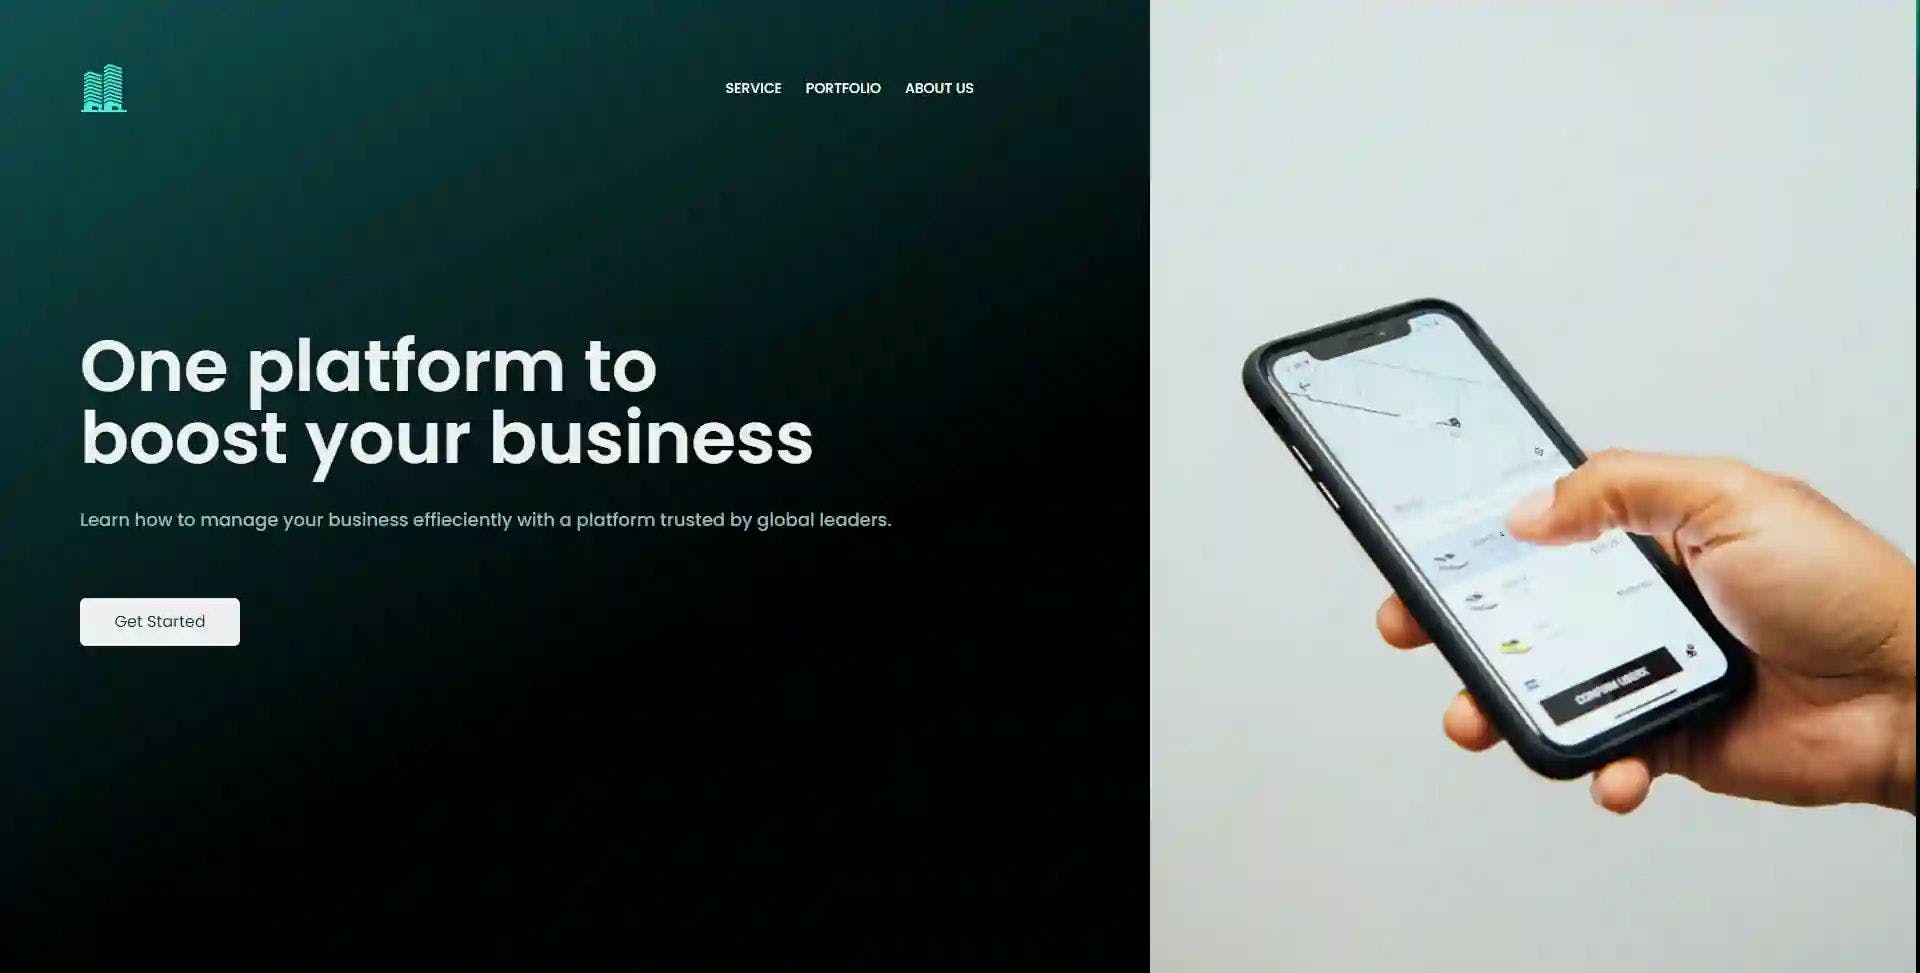 SERVICE PORTFOLIO ABOUT US
One platform to
boost your business
Learn how to manage your business effieciently with a platform trusted by global leaders.
Get Started